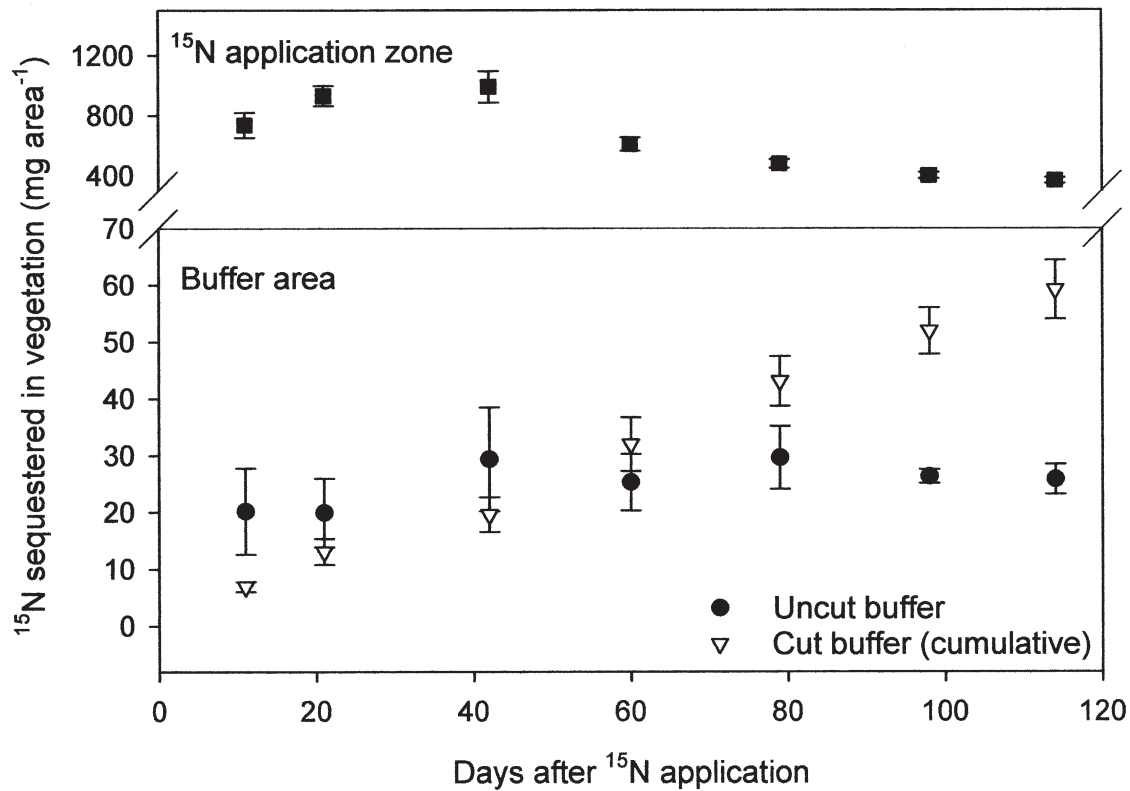 ¹⁵N sequestered in vegetation (mg area⁻¹)
¹⁵N application zone
1200
800
400
70
Buffer area
60
50
40
30
20
10
0
Uncut buffer
Cut buffer (cumulative)
0 20 40 60 80 100 120
Days after ¹⁵N application